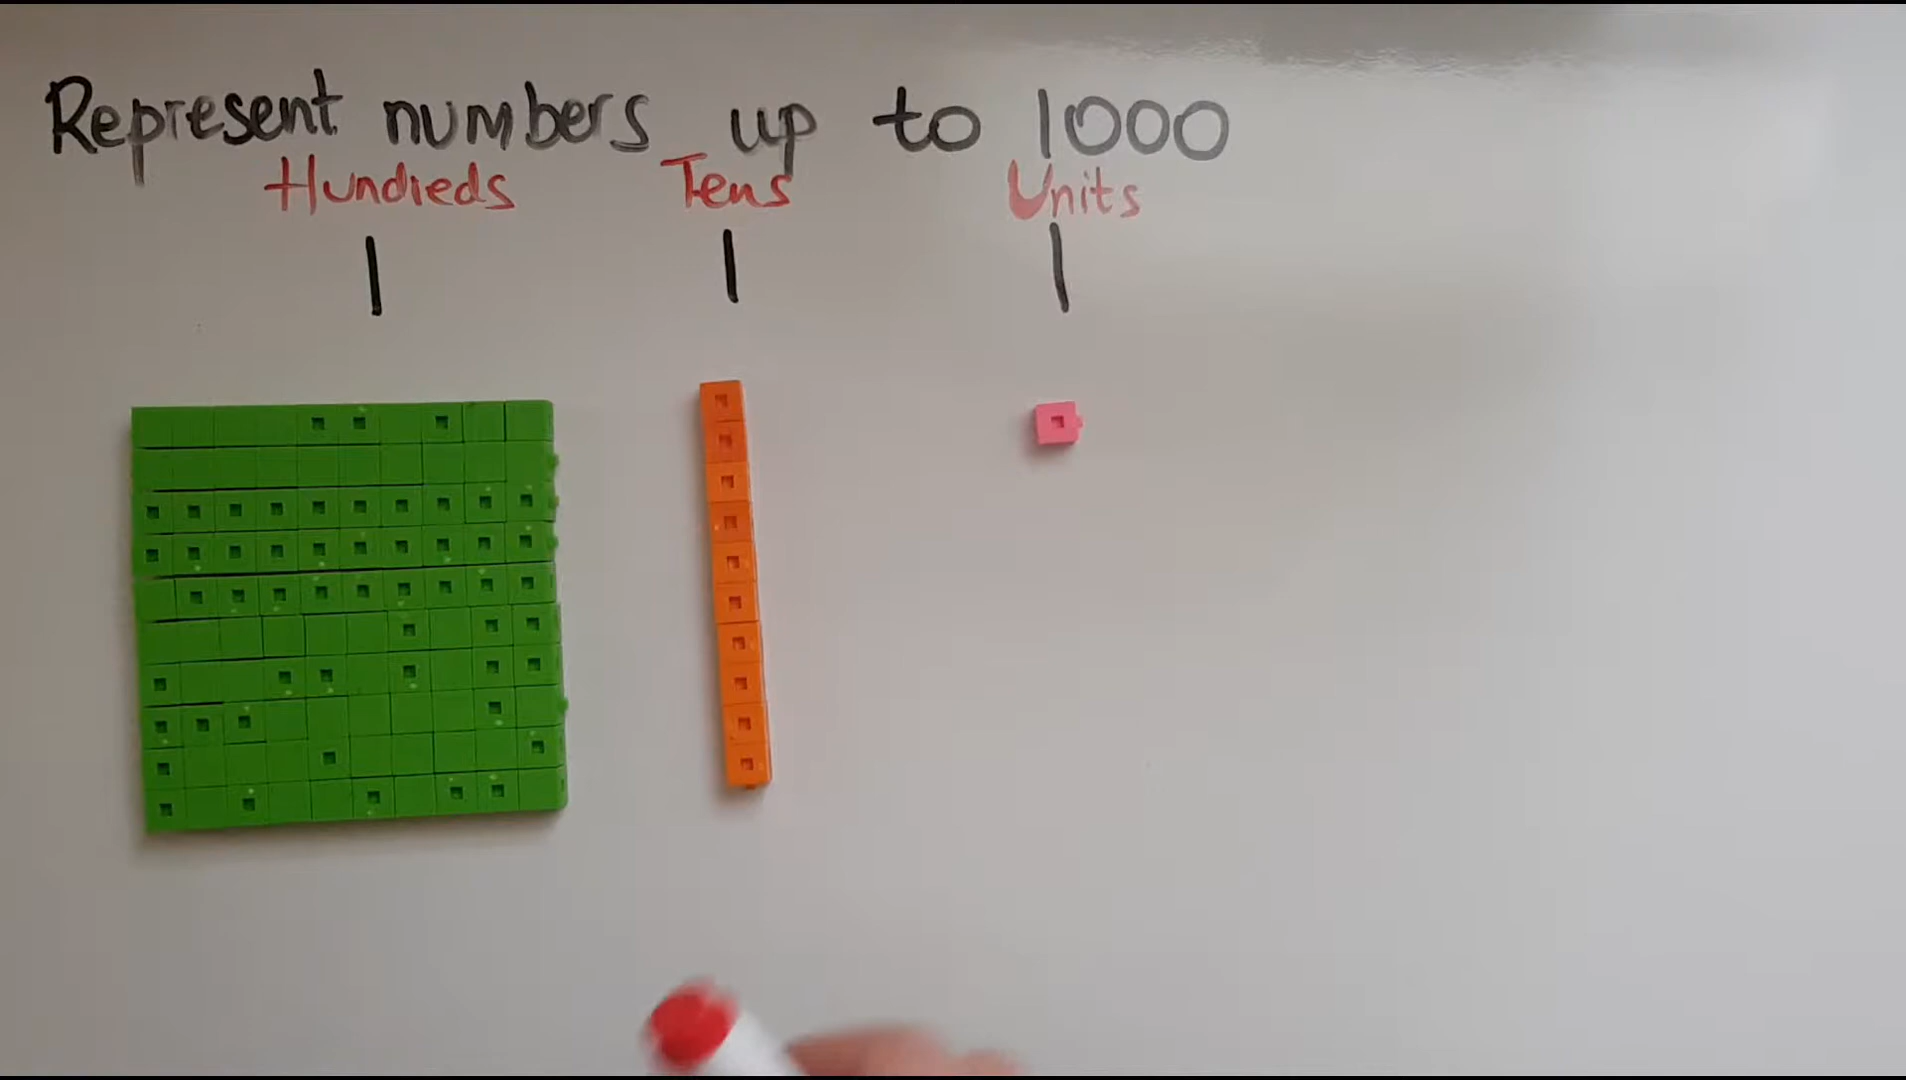 Represent numbers up to 1000
Hundreds Tens Units
1 1 1